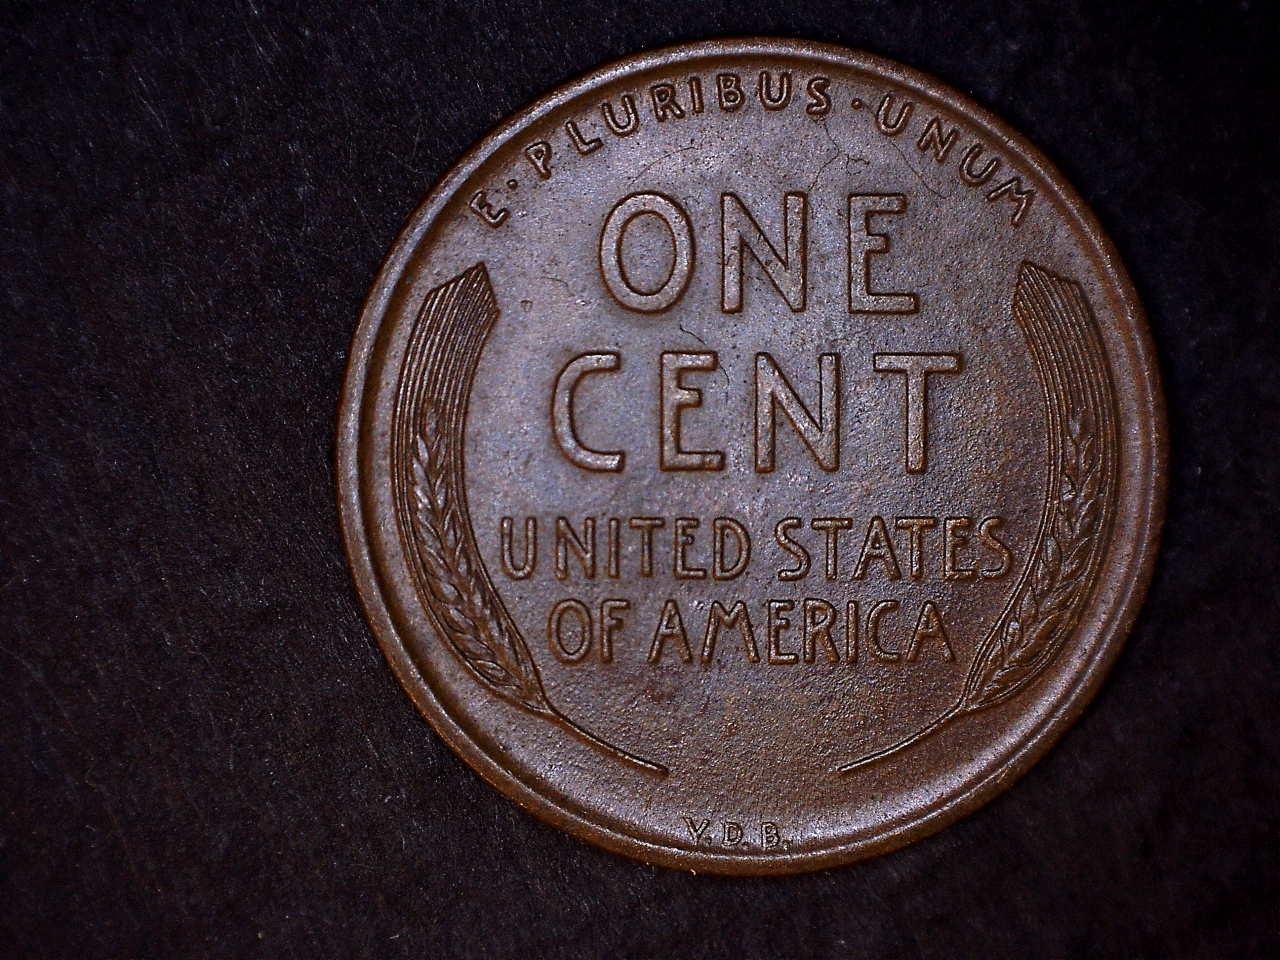 E · PLURIBUS · UNUM
ONE
CENT
UNITED STATES
OF AMERICA
V. D. B.